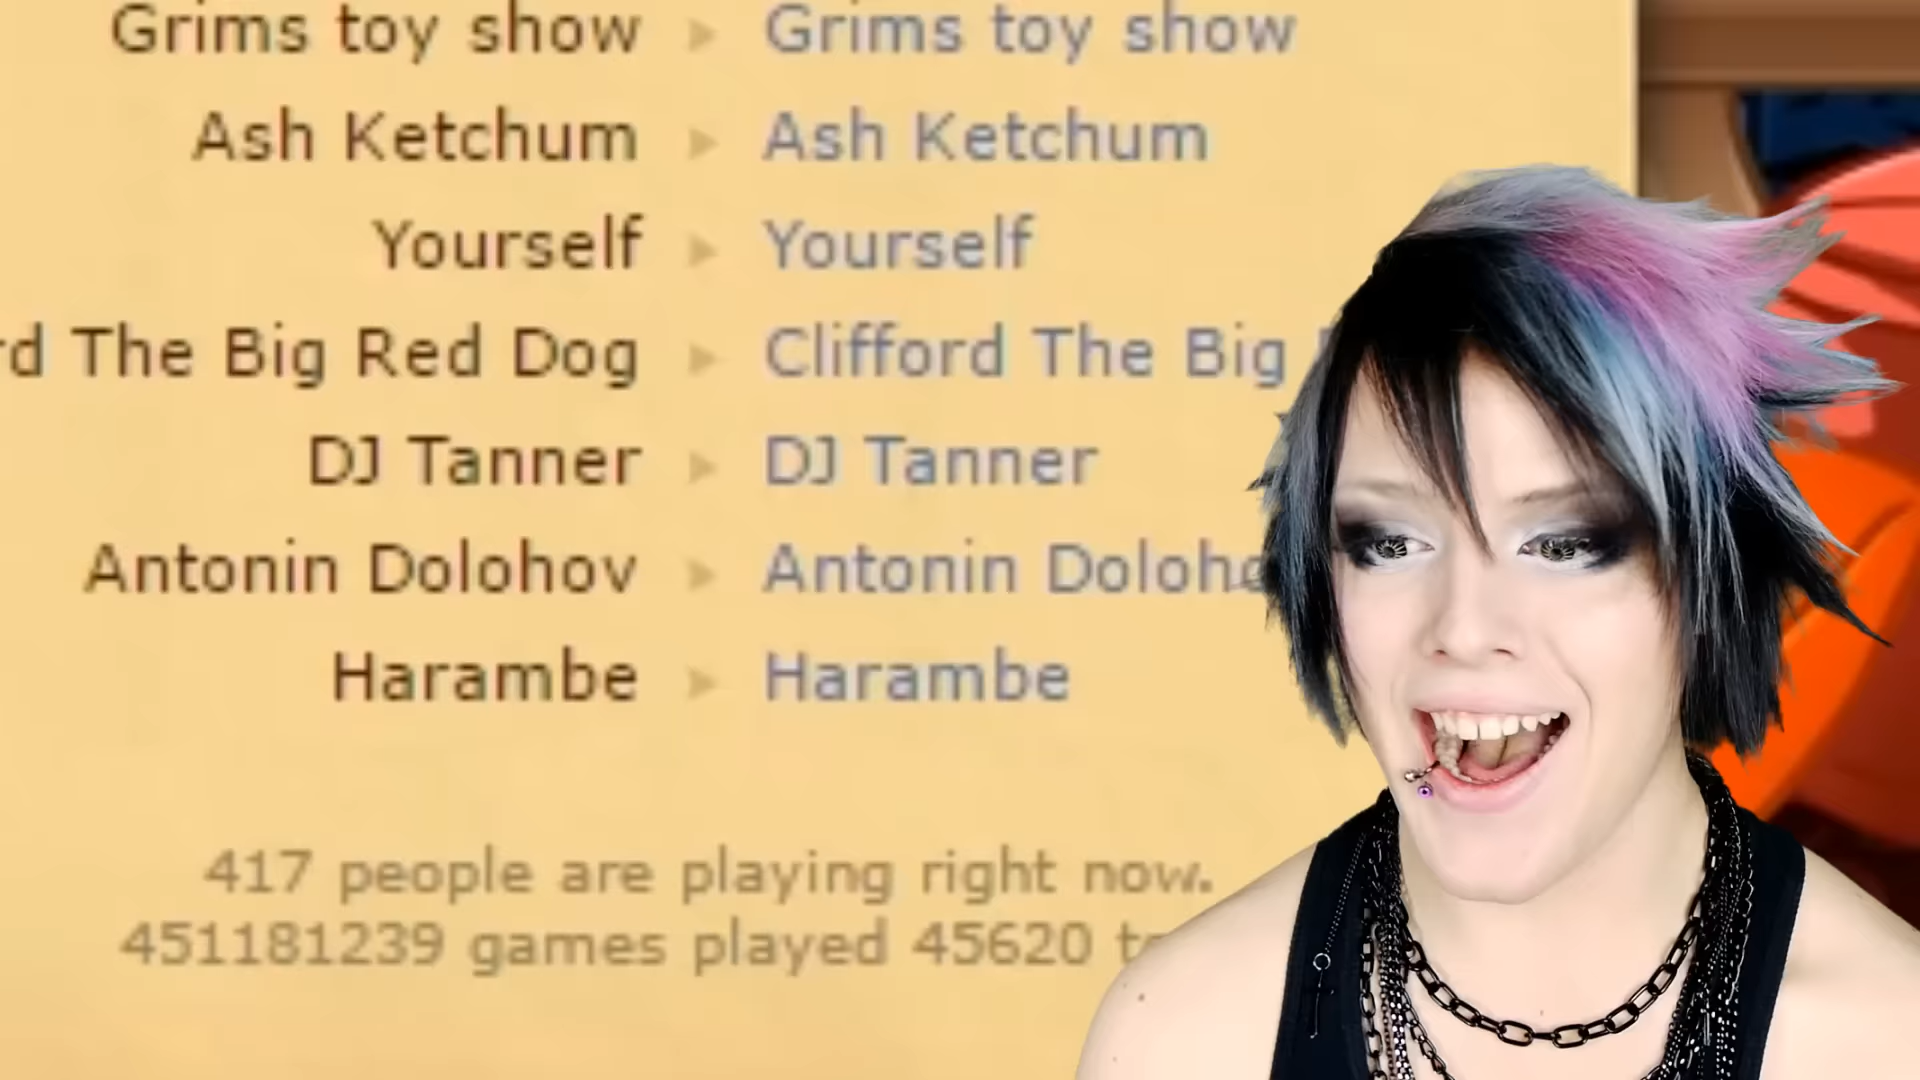 Grims toy show ▸ Grims toy show
Ash Ketchum ▸ Ash Ketchum
Yourself ▸ Yourself
The Big Red Dog ▸ Clifford The Big
DJ Tanner ▸ DJ Tanner
Antonin Dolohov ▸ Antonin
Harambe ▸ Harambe
417 people are playing right now.
451181239 games played 45620